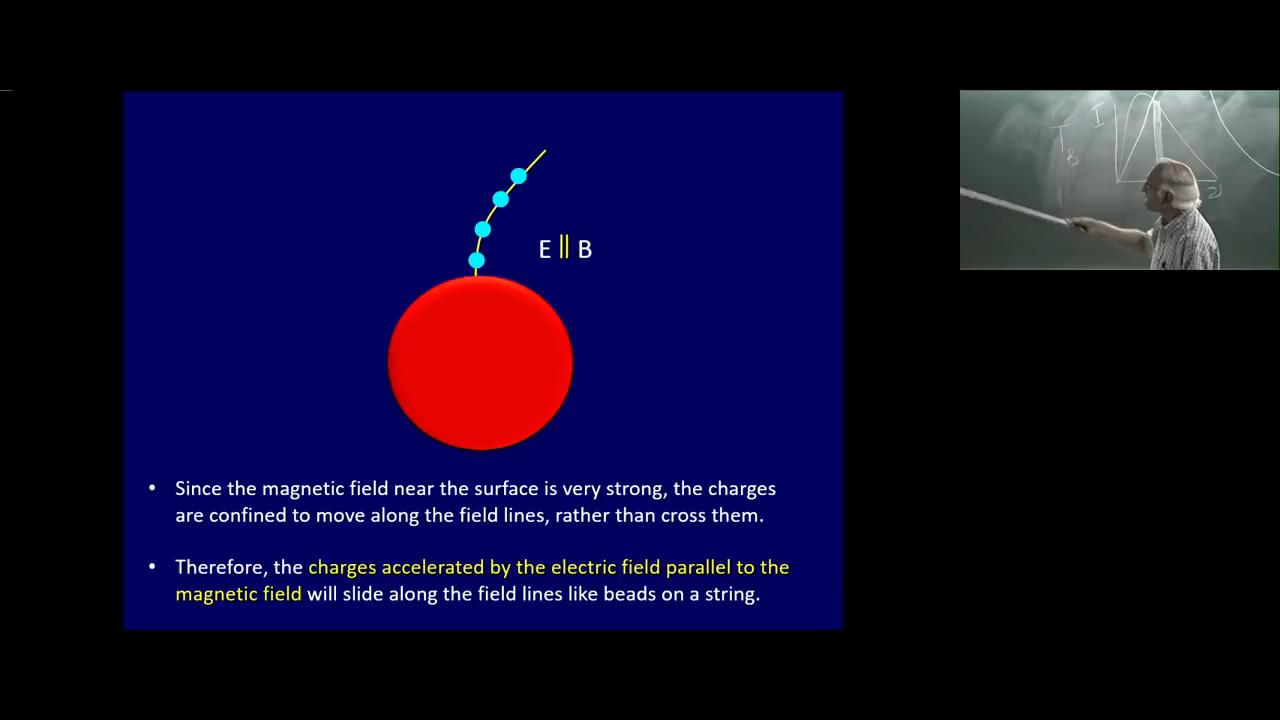 E || B
• Since the magnetic field near the surface is very strong, the charges
are confined to move along the field lines, rather than cross them.
• Therefore, the charges accelerated by the electric field parallel to the
magnetic field will slide along the field lines like beads on a string.
T_B
I
ν